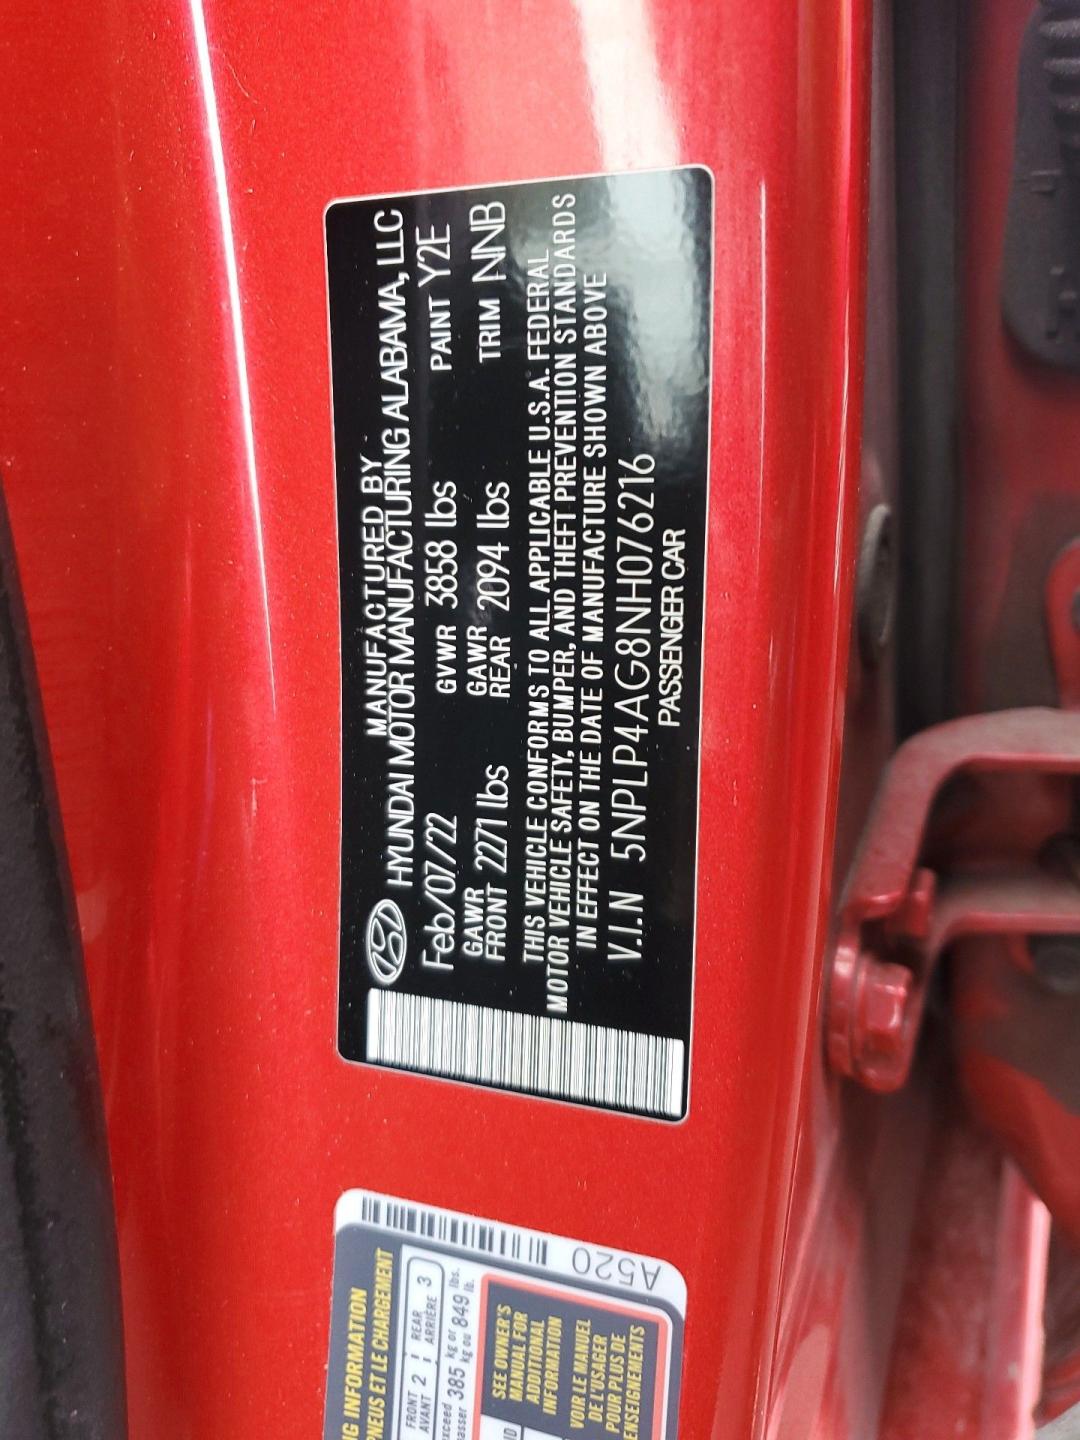 MANUFACTURED BY
HYUNDAI MOTOR MANUFACTURING ALABAMA, LLC
Feb/07/22 GVWR 3858 lbs PAINT Y2E
GAWR FRONT 2271 lbs GAWR REAR 2094 lbs TRIM NNB
THIS VEHICLE CONFORMS TO ALL APPLICABLE U.S.A. FEDERAL
MOTOR VEHICLE SAFETY, BUMPER, AND THEFT PREVENTION STANDARDS
IN EFFECT ON THE DATE OF MANUFACTURE SHOWN ABOVE
V.I.N 5NPLP4AG8NH076216
PASSENGER CAR
INFORMATION
PNEUS ET LE CHARGEMENT
FRONT AVANT 2 REAR ARRIÈRE 3
exceed 385 kg or 849 lbs.
kg ou lb.
SEE OWNER'S
MANUAL FOR
ADDITIONAL
INFORMATION
VOIR LE MANUEL
DE L'USAGER
POUR PLUS DE
A520